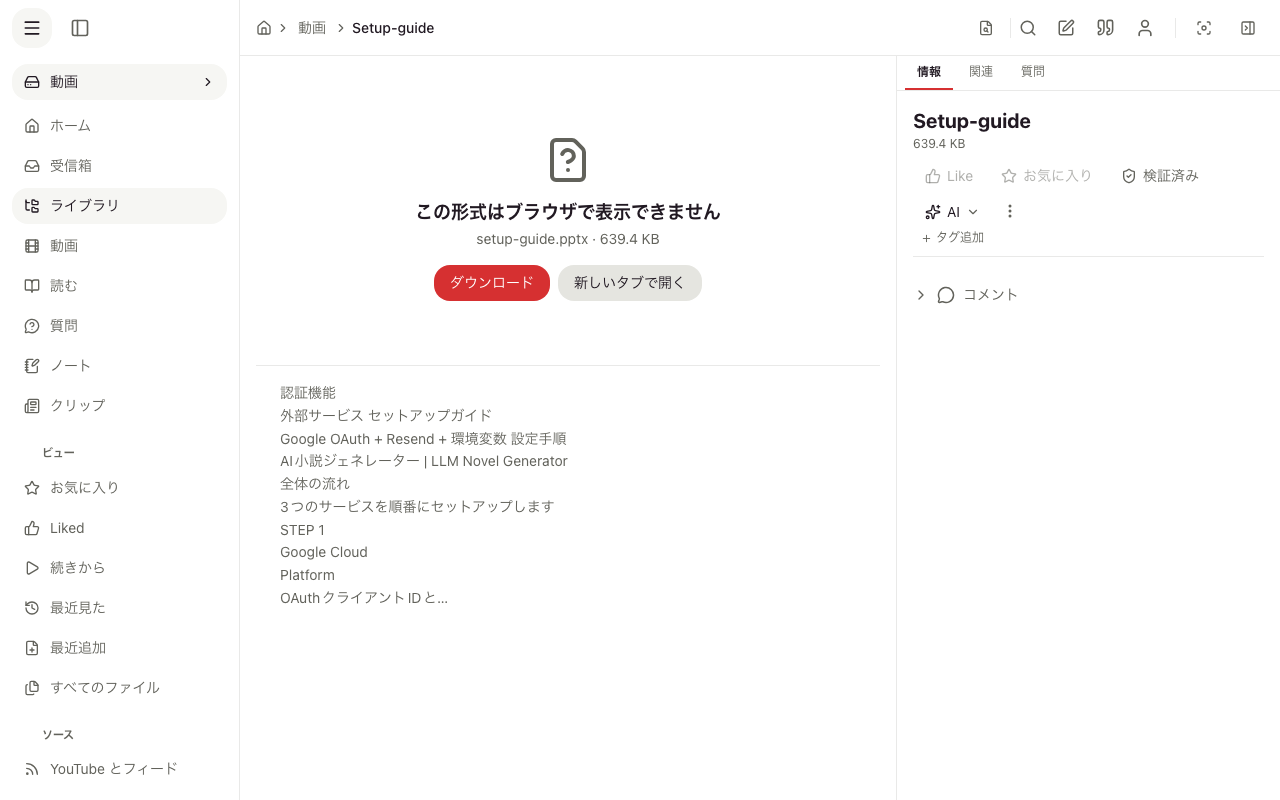 動画 > Setup-guide
動画
ホーム
受信箱
ライブラリ
動画
読む
質問
ノート
クリップ
ビュー
お気に入り
Liked
続きから
最近見た
最近追加
すべてのファイル
ソース
YouTube とフィード
この形式はブラウザで表示できません
setup-guide.pptx · 639.4 KB
ダウンロード 新しいタブで開く
認証機能
外部サービス セットアップガイド
Google OAuth + Resend + 環境変数 設定手順
AI小説ジェネレーター | LLM Novel Generator
全体の流れ
3つのサービスを順番にセットアップします
STEP 1
Google Cloud
Platform
OAuthクライアントIDと...
情報 関連 質問
Setup-guide
639.4 KB
Like お気に入り 検証済み
AI
+ タグ追加
コメント